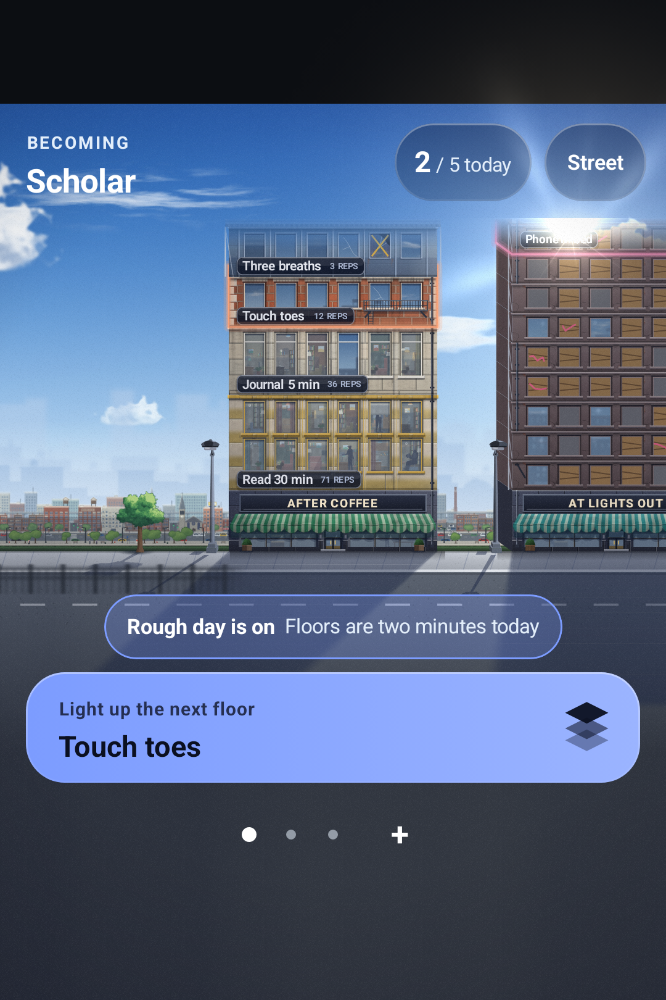 BECOMING
Scholar
2 / 5 today
Street
Three breaths 3 REPS
Touch toes 12 REPS
Journal 5 min 36 REPS
Read 30 min 71 REPS
AFTER COFFEE
Phone
AT LIGHTS OUT
Rough day is on Floors are two minutes today
Light up the next floor
Touch toes
+